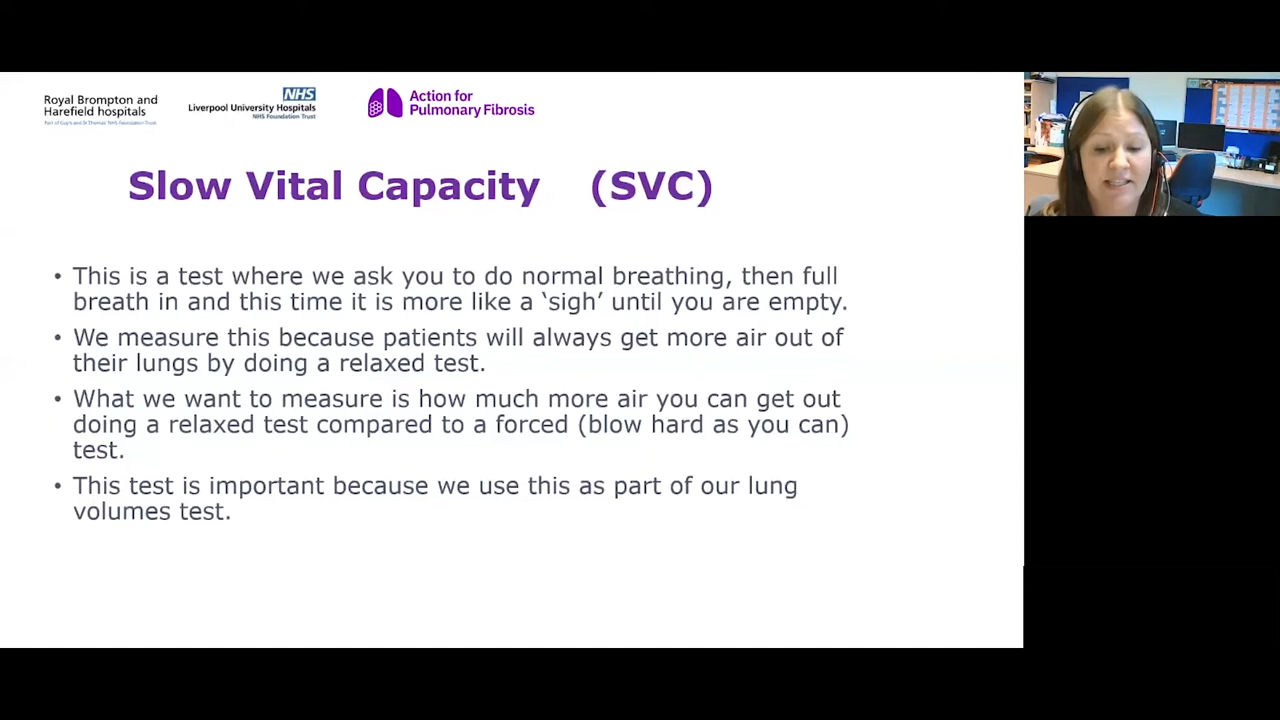 Royal Brompton and
Harefield hospitals
Part of Guy's and St Thomas' NHS Foundation Trust
NHS
Liverpool University Hospitals
NHS Foundation Trust
Action for
Pulmonary Fibrosis
Slow Vital Capacity (SVC)
• This is a test where we ask you to do normal breathing, then full
breath in and this time it is more like a ‘sigh’ until you are empty.
• We measure this because patients will always get more air out of
their lungs by doing a relaxed test.
• What we want to measure is how much more air you can get out
doing a relaxed test compared to a forced (blow hard as you can)
test.
• This test is important because we use this as part of our lung
volumes test.